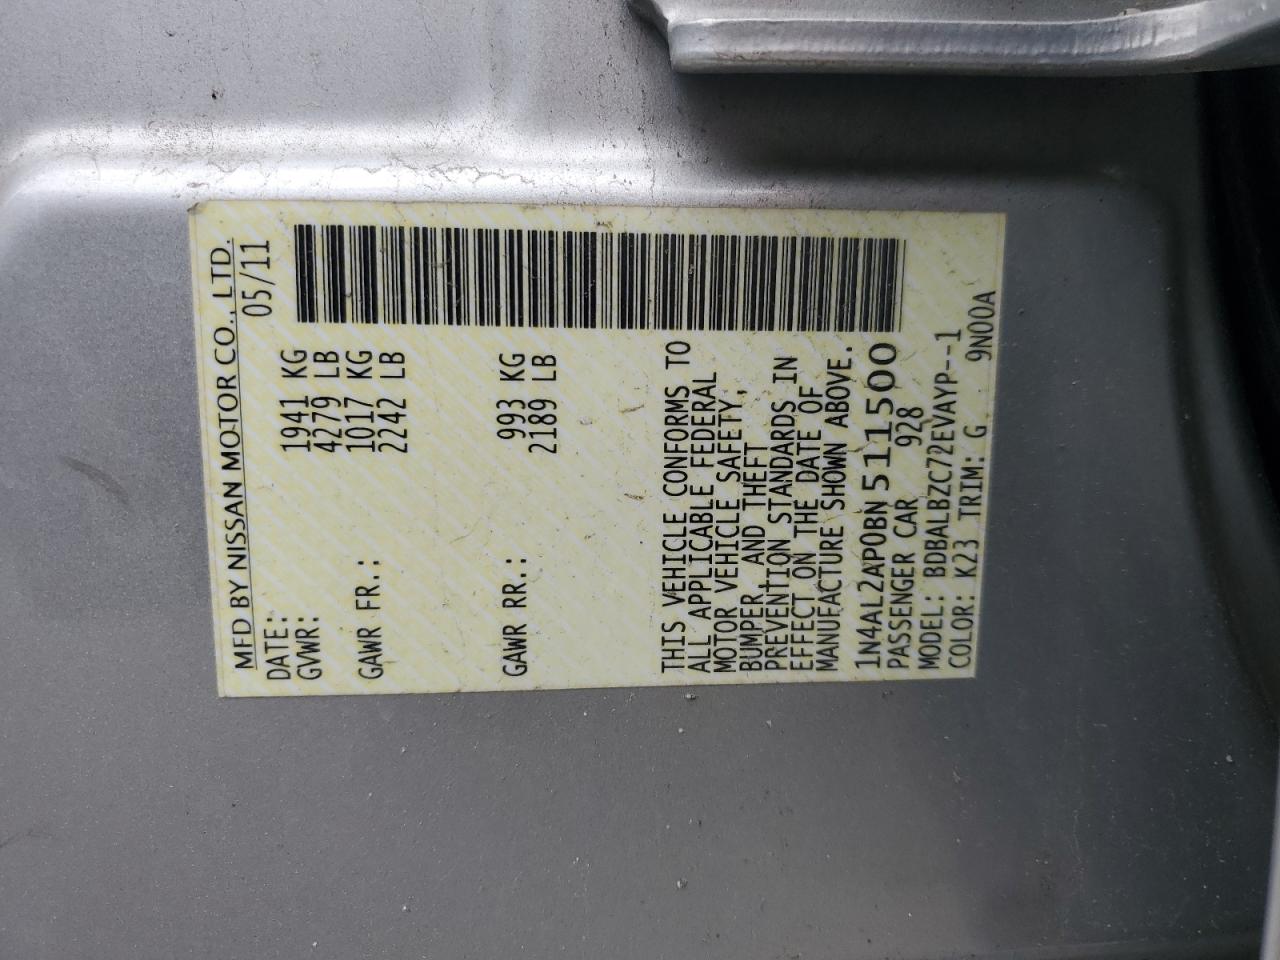 MFD BY NISSAN MOTOR CO., LTD.
DATE: 05/11
GVWR: 1941 KG
4279 LB
GAWR FR.: 1017 KG
2242 LB
GAWR RR.: 993 KG
2189 LB
THIS VEHICLE CONFORMS TO
ALL APPLICABLE FEDERAL
MOTOR VEHICLE SAFETY,
BUMPER, AND THEFT
PREVENTION STANDARDS IN
EFFECT ON THE DATE OF
MANUFACTURE SHOWN ABOVE.
1N4AL2AP0BN511500
PASSENGER CAR 928
MODEL: BDBALBZC72EVAYP--1
COLOR: K23 TRIM: G 9N00A